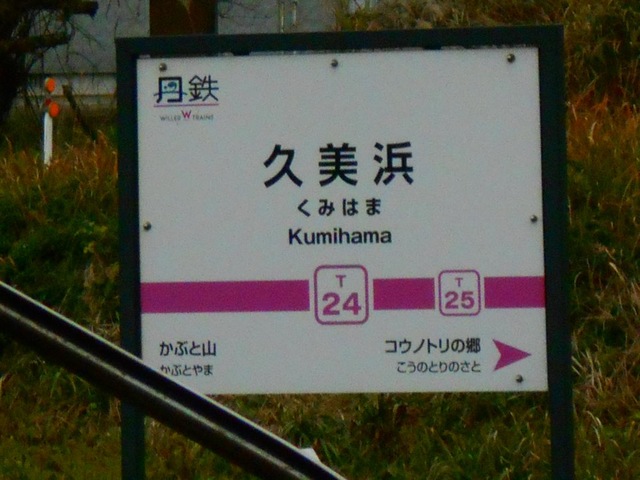 丹鉄
WILLER TRAINS
久美浜
くみはま
Kumihama
T 24
T 25
かぶと山
かぶとやま
コウノトリの郷
こうのとりのさと